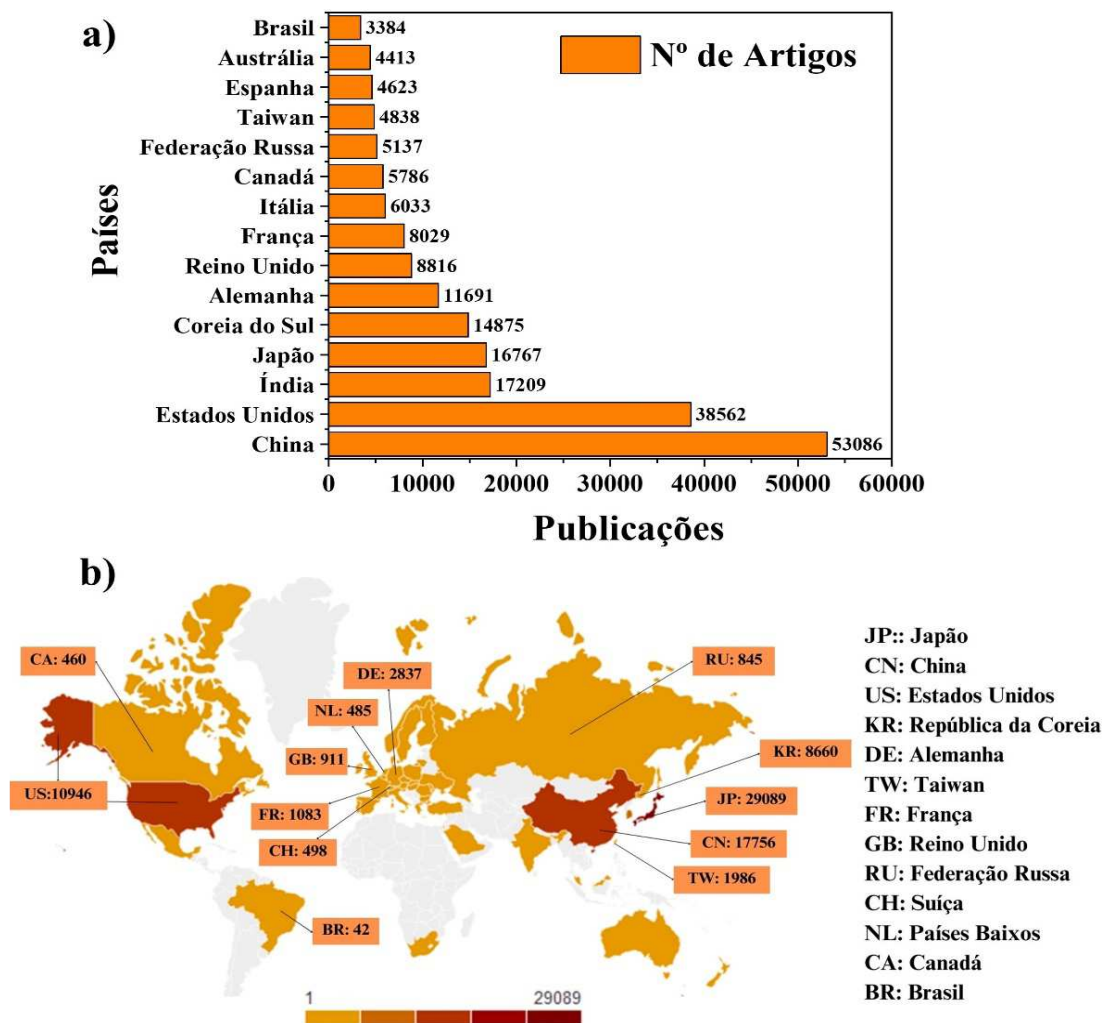 a)
Nº de Artigos
Países
Brasil 3384
Austrália 4413
Espanha 4623
Taiwan 4838
Federação Russa 5137
Canadá 5786
Itália 6033
França 8029
Reino Unido 8816
Alemanha 11691
Coreia do Sul 14875
Japão 16767
Índia 17209
Estados Unidos 38562
China 53086
0 10000 20000 30000 40000 50000 60000
Publicações
b)
CA: 460
US:10946
DE: 2837
NL: 485
GB: 911
FR: 1083
CH: 498
BR: 42
RU: 845
KR: 8660
JP: 29089
CN: 17756
TW: 1986
1 29089
JP:: Japão
CN: China
US: Estados Unidos
KR: República da Coreia
DE: Alemanha
TW: Taiwan
FR: França
GB: Reino Unido
RU: Federação Russa
CH: Suíça
NL: Países Baixos
CA: Canadá
BR: Brasil